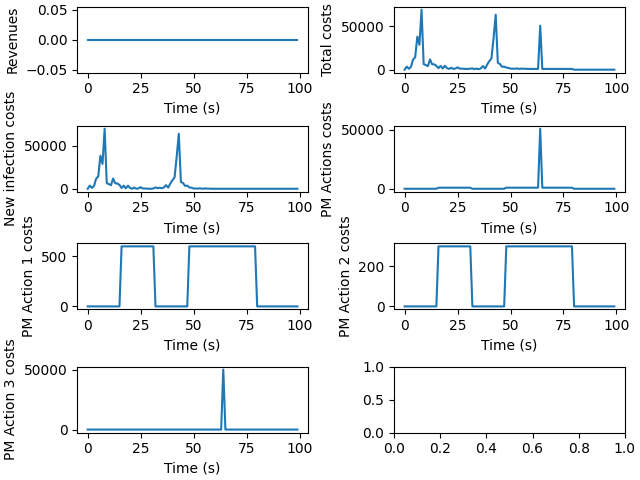 Revenues
0.05
0.00
−0.05
0 25 50 75 100
Time (s)
Total costs
50000
0
0 25 50 75 100
Time (s)
New infection costs
50000
0
0 25 50 75 100
Time (s)
PM Actions costs
50000
0
0 25 50 75 100
Time (s)
PM Action 1 costs
500
0
0 25 50 75 100
Time (s)
PM Action 2 costs
200
0
0 25 50 75 100
Time (s)
PM Action 3 costs
50000
0
0 25 50 75 100
Time (s)
1.0
0.5
0.0
0.0 0.2 0.4 0.6 0.8 1.0